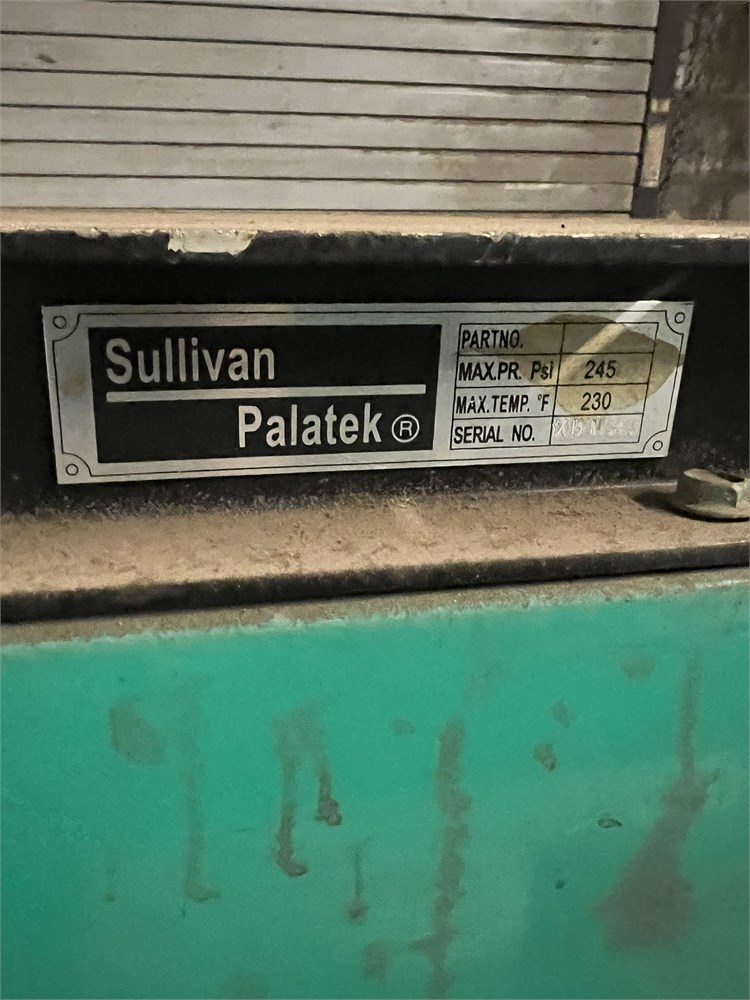 Sullivan
Palatek®
PARTNO.
MAX.PR. Psi 245
MAX.TEMP. °F 230
SERIAL NO.